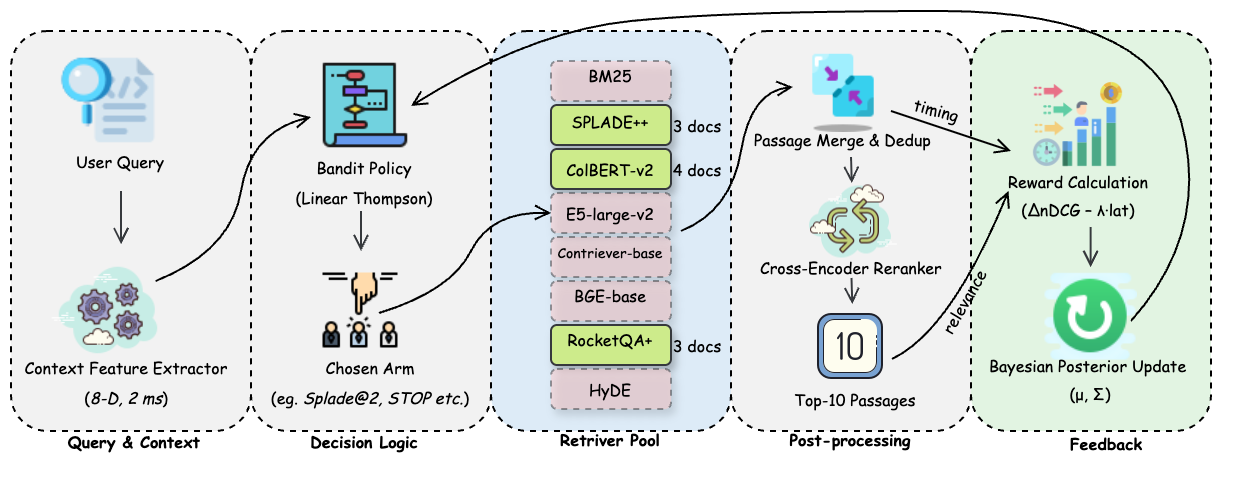 User Query
Context Feature Extractor
(8-D, 2 ms)
Query & Context
Bandit Policy
(Linear Thompson)
Chosen Arm
(eg. Splade@2, STOP etc.)
Decision Logic
BM25
SPLADE++
3 docs
ColBERT-v2
4 docs
E5-large-v2
Contriever-base
BGE-base
RocketQA+
3 docs
HyDE
Retriver Pool
Passage Merge & Dedup
Cross-Encoder Reranker
10
Top-10 Passages
Post-processing
timing
relevance
Reward Calculation
(ΔnDCG - λ·lat)
Bayesian Posterior Update
(μ, Σ)
Feedback